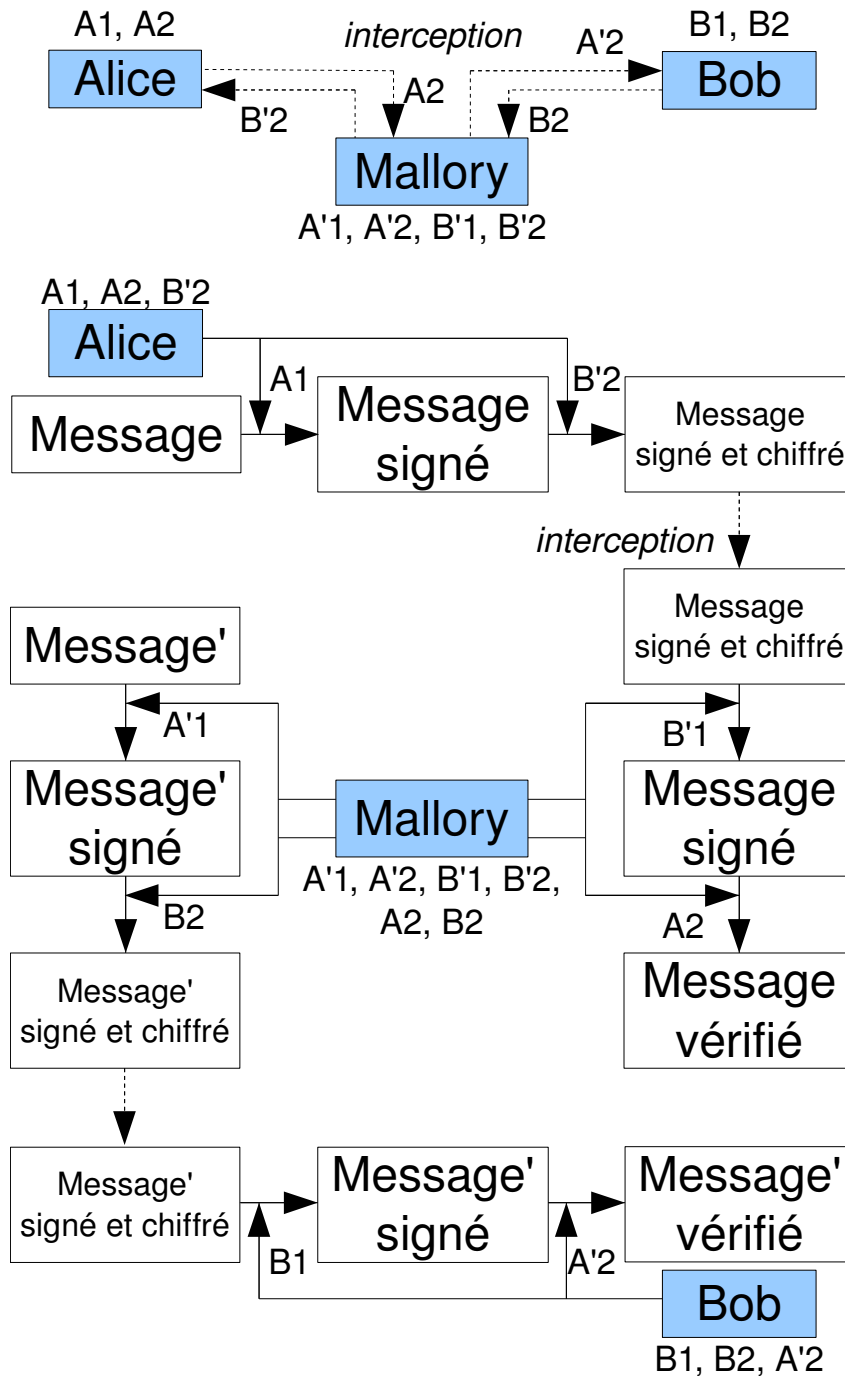 A1, A2
interception
B1, B2
Alice
A'2
Bob
A2
B'2
B2
Mallory
A'1, A'2, B'1, B'2
A1, A2, B'2
Alice
A1
B'2
Message
Message
signé
Message
signé et chiffré
interception
Message
signé et chiffré
Message'
A'1
B'1
Message'
signé
Mallory
A'1, A'2, B'1, B'2,
A2, B2
Message
signé
B2
A2
Message'
signé et chiffré
Message
vérifié
Message'
signé et chiffré
B1
Message'
signé
A'2
Message'
vérifié
Bob
B1, B2, A'2